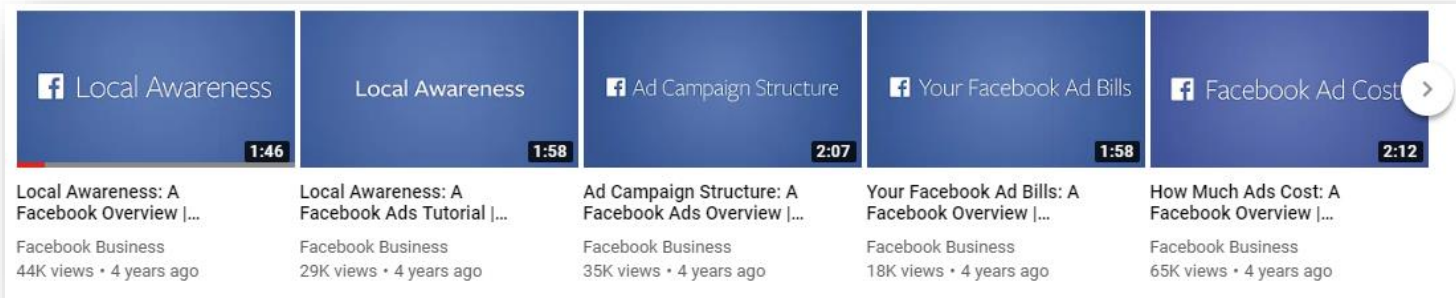 Local Awareness
1:46
Local Awareness: A
Facebook Overview |...
Facebook Business
44K views • 4 years ago
Local Awareness
1:58
Local Awareness: A
Facebook Ads Tutorial |...
Facebook Business
29K views • 4 years ago
Ad Campaign Structure
2:07
Ad Campaign Structure: A
Facebook Ads Overview |...
Facebook Business
35K views • 4 years ago
Your Facebook Ad Bills
1:58
Your Facebook Ad Bills: A
Facebook Overview |...
Facebook Business
18K views • 4 years ago
Facebook Ad Cost
2:12
How Much Ads Cost: A
Facebook Overview |...
Facebook Business
65K views • 4 years ago